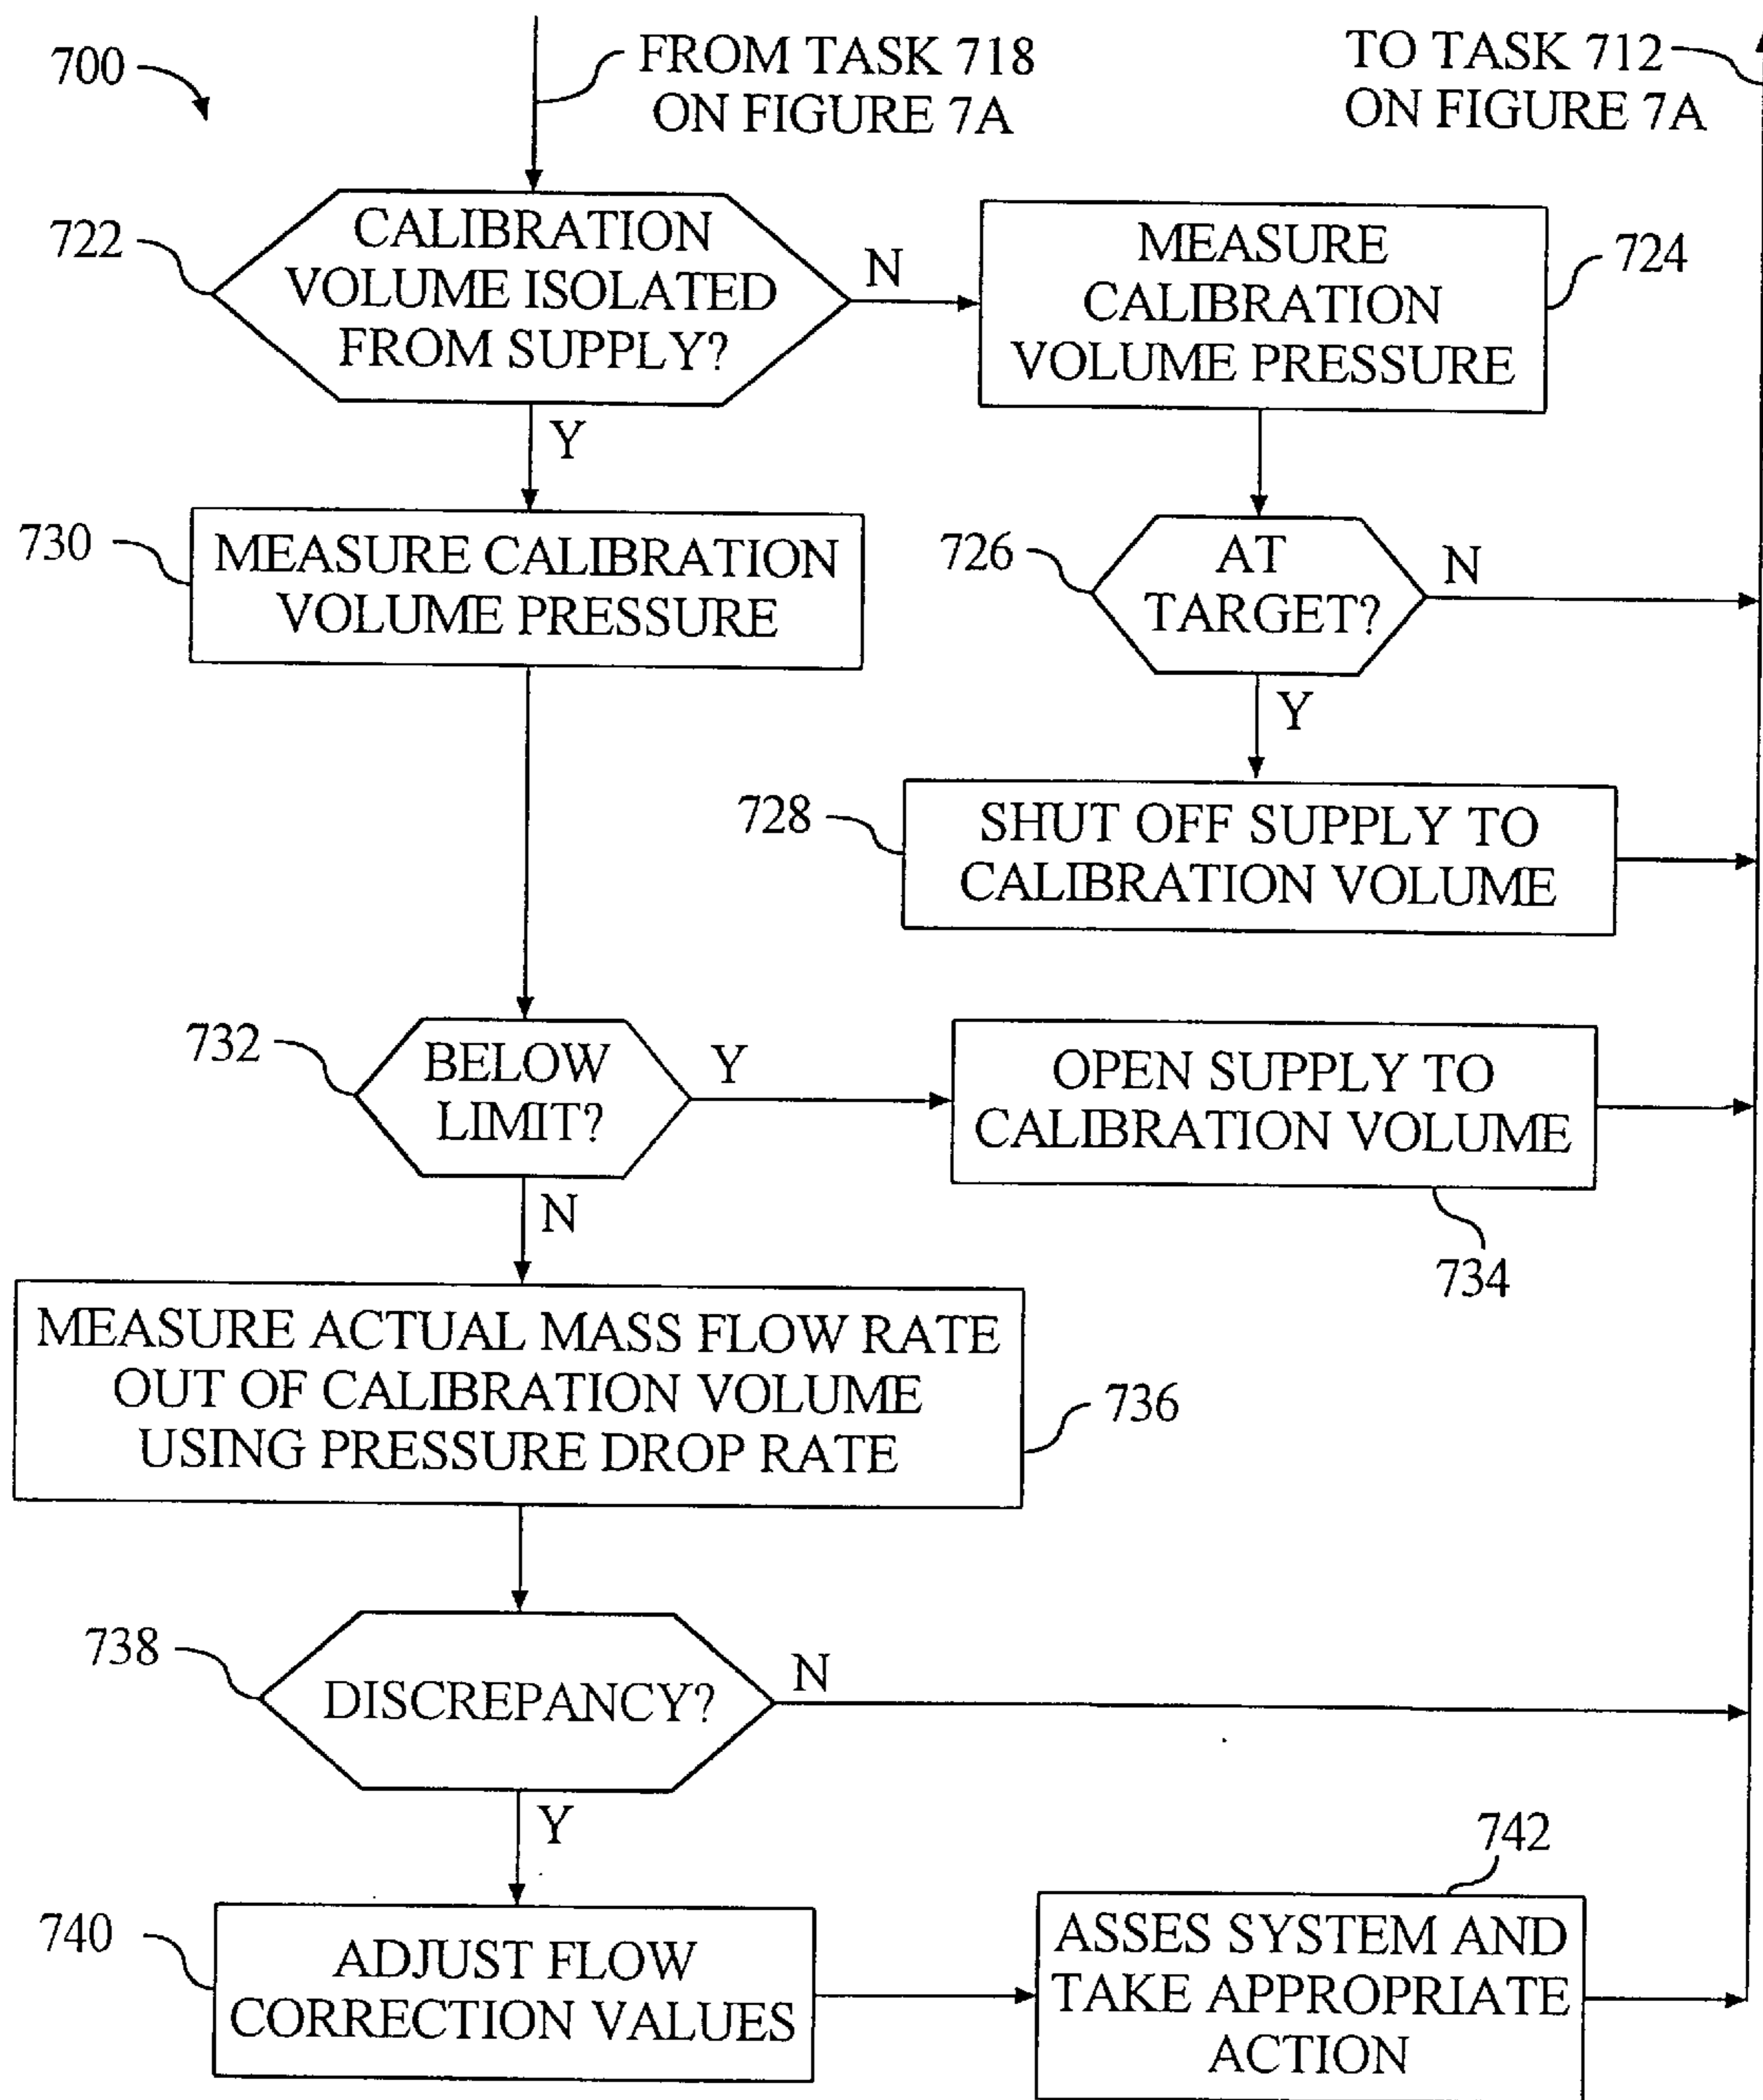 700
FROM TASK 718
ON FIGURE 7A
TO TASK 712
ON FIGURE 7A
722
CALIBRATION
VOLUME ISOLATED
FROM SUPPLY?
N
Y
MEASURE
CALIBRATION
VOLUME PRESSURE
724
730
MEASURE CALIBRATION
VOLUME PRESSURE
726
AT
TARGET?
N
Y
728
SHUT OFF SUPPLY TO
CALIBRATION VOLUME
732
BELOW
LIMIT?
Y
N
OPEN SUPPLY TO
CALIBRATION VOLUME
734
MEASURE ACTUAL MASS FLOW RATE
OUT OF CALIBRATION VOLUME
USING PRESSURE DROP RATE
736
738
DISCREPANCY?
N
Y
740
ADJUST FLOW
CORRECTION VALUES
742
ASSES SYSTEM AND
TAKE APPROPRIATE
ACTION